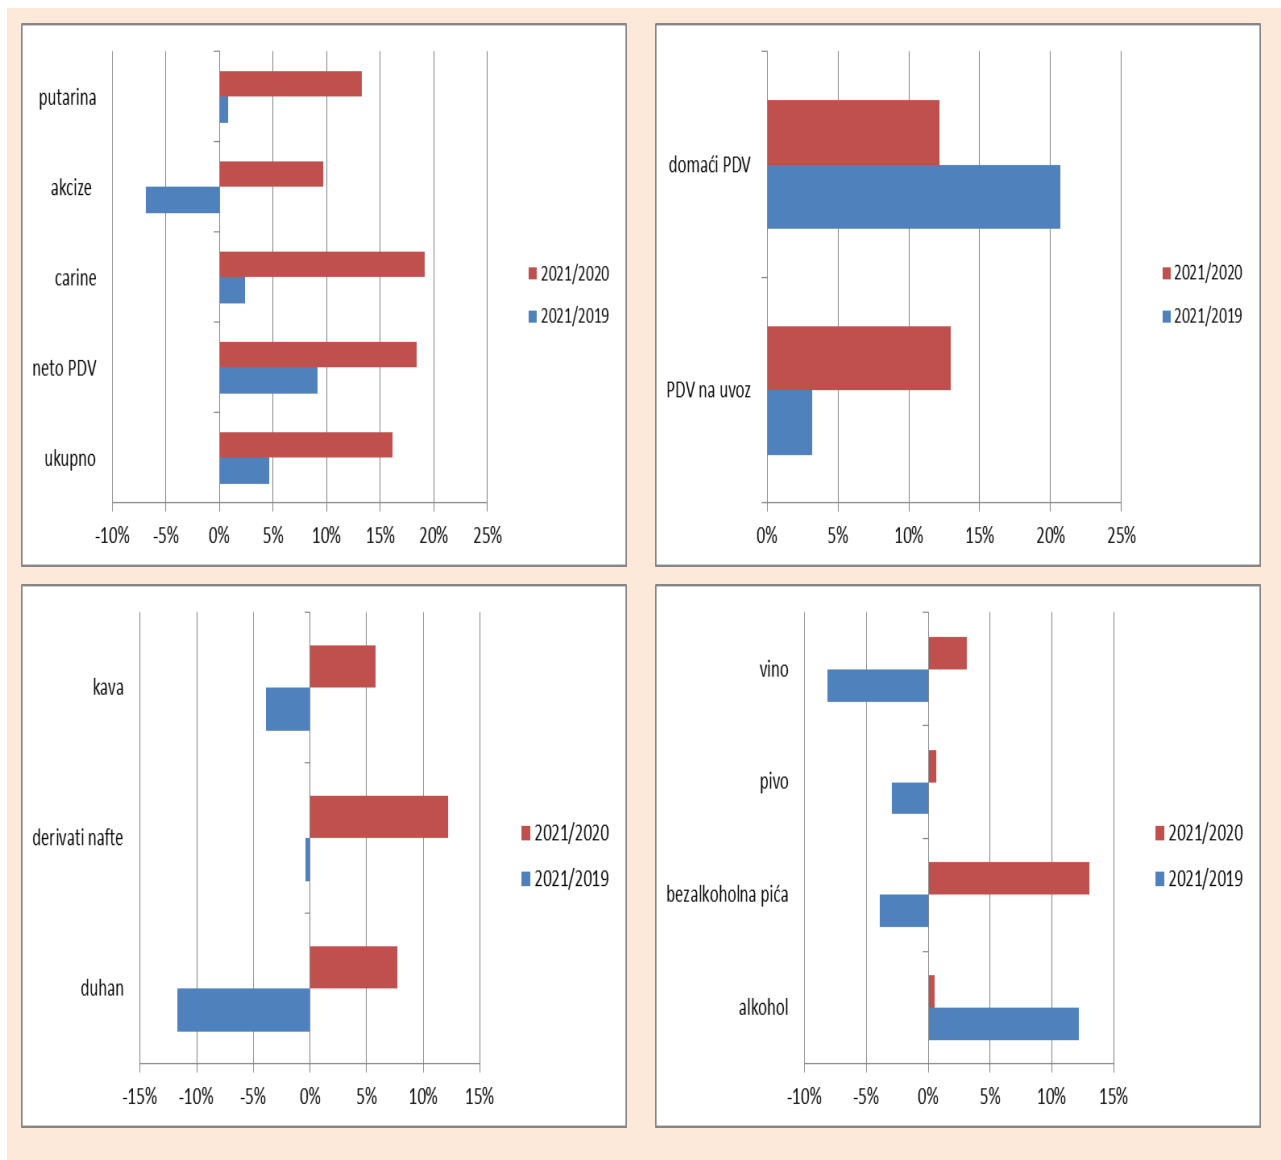 putarina
akcize
carine
neto PDV
ukupno
-10% -5% 0% 5% 10% 15% 20% 25%
2021/2020
2021/2019
domaći PDV
PDV na uvoz
0% 5% 10% 15% 20% 25%
2021/2020
2021/2019
kava
derivati nafte
duhan
-15% -10% -5% 0% 5% 10% 15%
2021/2020
2021/2019
vino
pivo
bezalkoholna pića
alkohol
-10% -5% 0% 5% 10% 15%
2021/2020
2021/2019